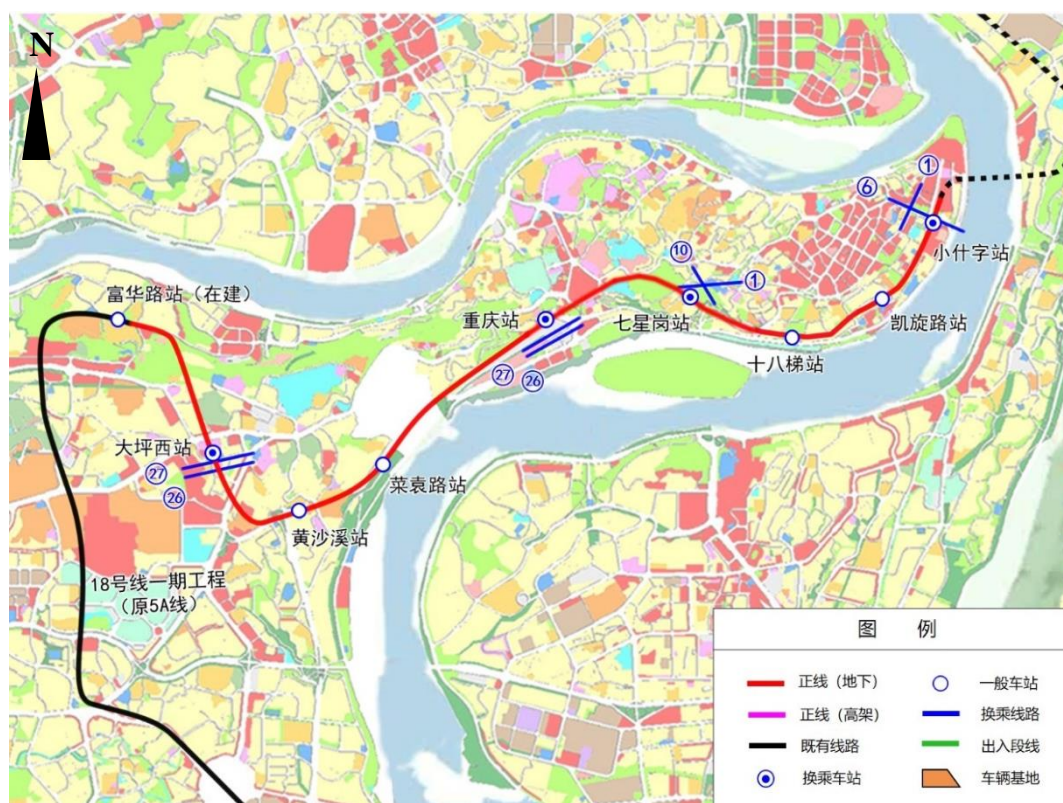 N
①
⑥
小什字站
⑩
①
富华路站（在建）
重庆站
七星岗站
凯旋路站
十八梯站
㉗
㉖
大坪西站
㉗
㉖
菜袁路站
黄沙溪站
18号线一期工程
（原5A线）
图 例
正线（地下）
一般车站
正线（高架）
换乘线路
既有线路
出入段线
换乘车站
车辆基地